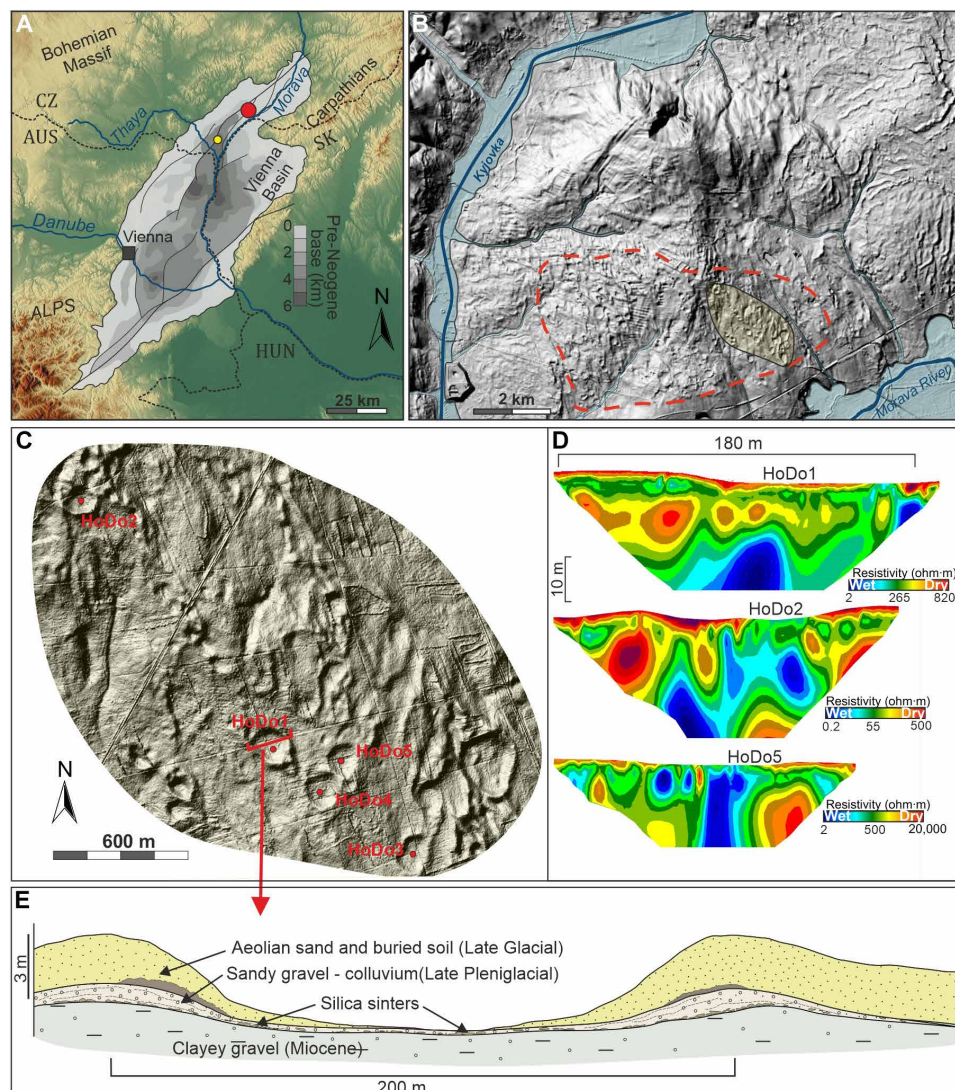 A
Bohemian
Massif
CZ
AUS
Thaya
Morava
Carpathians
SK
Vienna
Basin
Danube
Vienna
ALPS
HUN
Pre-Neogene
base (km)
0
1
2
3
4
5
6
N
25 km
B
Kyjovka
2 km
Morava River
C
HoDo2
HoDo1
HoDo5
HoDo4
HoDo3
N
600 m
D
180 m
HoDo1
10 m
Resistivity (ohm·m)
Wet Dry
2 265 820
HoDo2
Resistivity (ohm·m)
Wet Dry
0.2 55 500
HoDo5
Resistivity (ohm·m)
Wet Dry
2 500 20,000
E
3 m
Aeolian sand and buried soil (Late Glacial)
Sandy gravel - colluvium(Late Pleniglacial)
Silica sinters
Clayey gravel (Miocene)
200 m